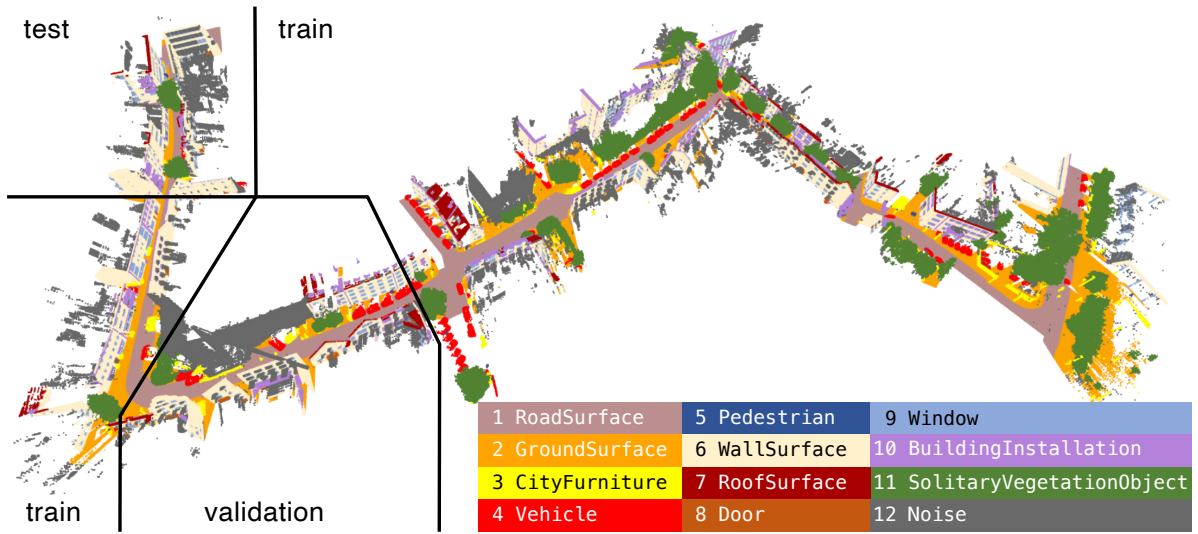 test
train
train
validation
1 RoadSurface
5 Pedestrian
9 Window
2 GroundSurface
6 WallSurface
10 BuildingInstallation
3 CityFurniture
7 RoofSurface
11 SolitaryVegetationObject
4 Vehicle
8 Door
12 Noise